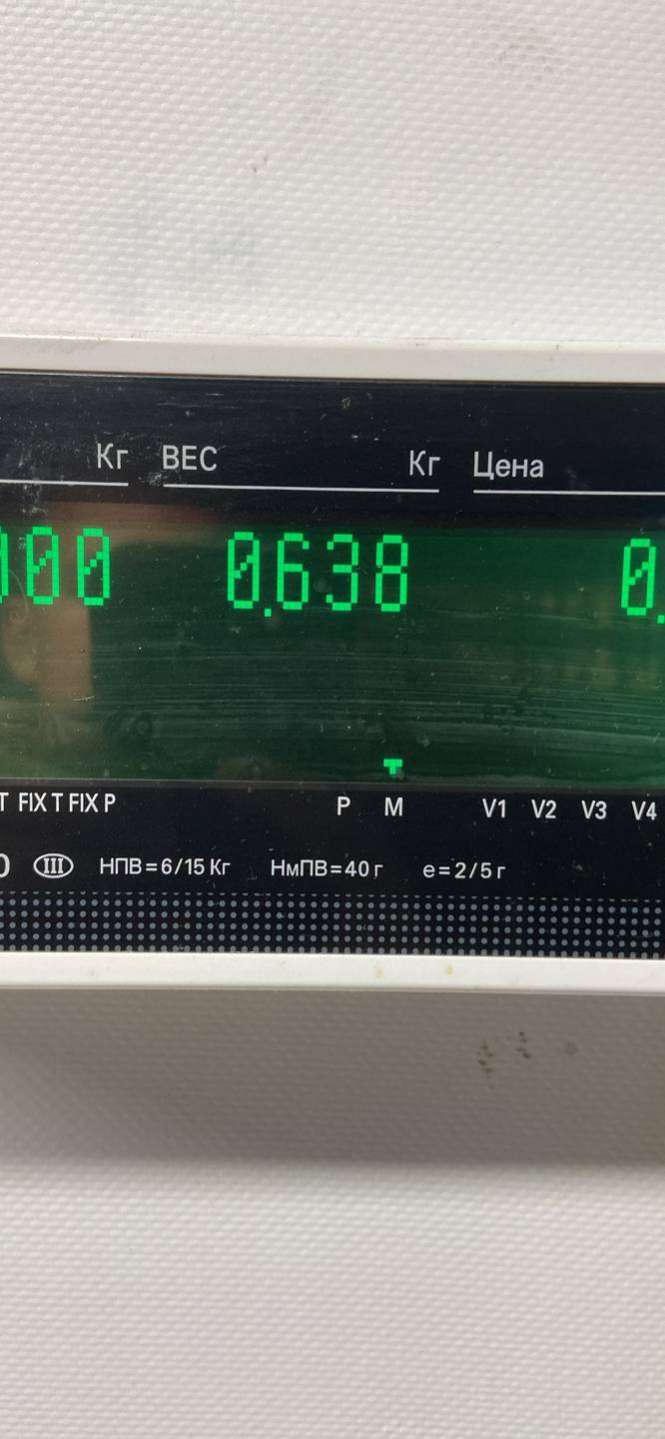 Кг ВЕС Кг Цена
00 0.638 0.
T FIX T FIX P P M V1 V2 V3 V4
III НПВ=6/15 Кг НмПВ=40 г e=2/5 г